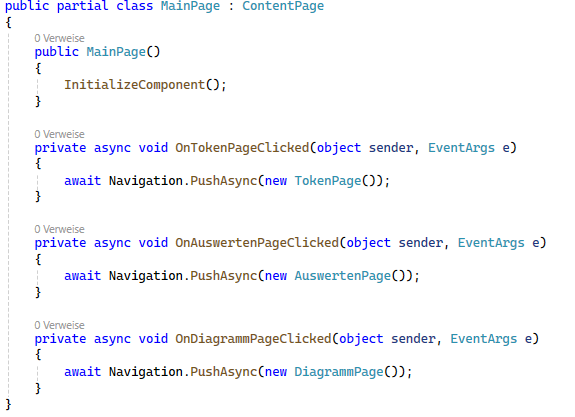 public partial class MainPage : ContentPage
{
0 Verweise
public MainPage()
{
InitializeComponent();
}
0 Verweise
private async void OnTokenPageClicked(object sender, EventArgs e)
{
await Navigation.PushAsync(new TokenPage());
}
0 Verweise
private async void OnAuswertenPageClicked(object sender, EventArgs e)
{
await Navigation.PushAsync(new AuswertenPage());
}
0 Verweise
private async void OnDiagrammPageClicked(object sender, EventArgs e)
{
await Navigation.PushAsync(new DiagrammPage());
}
}